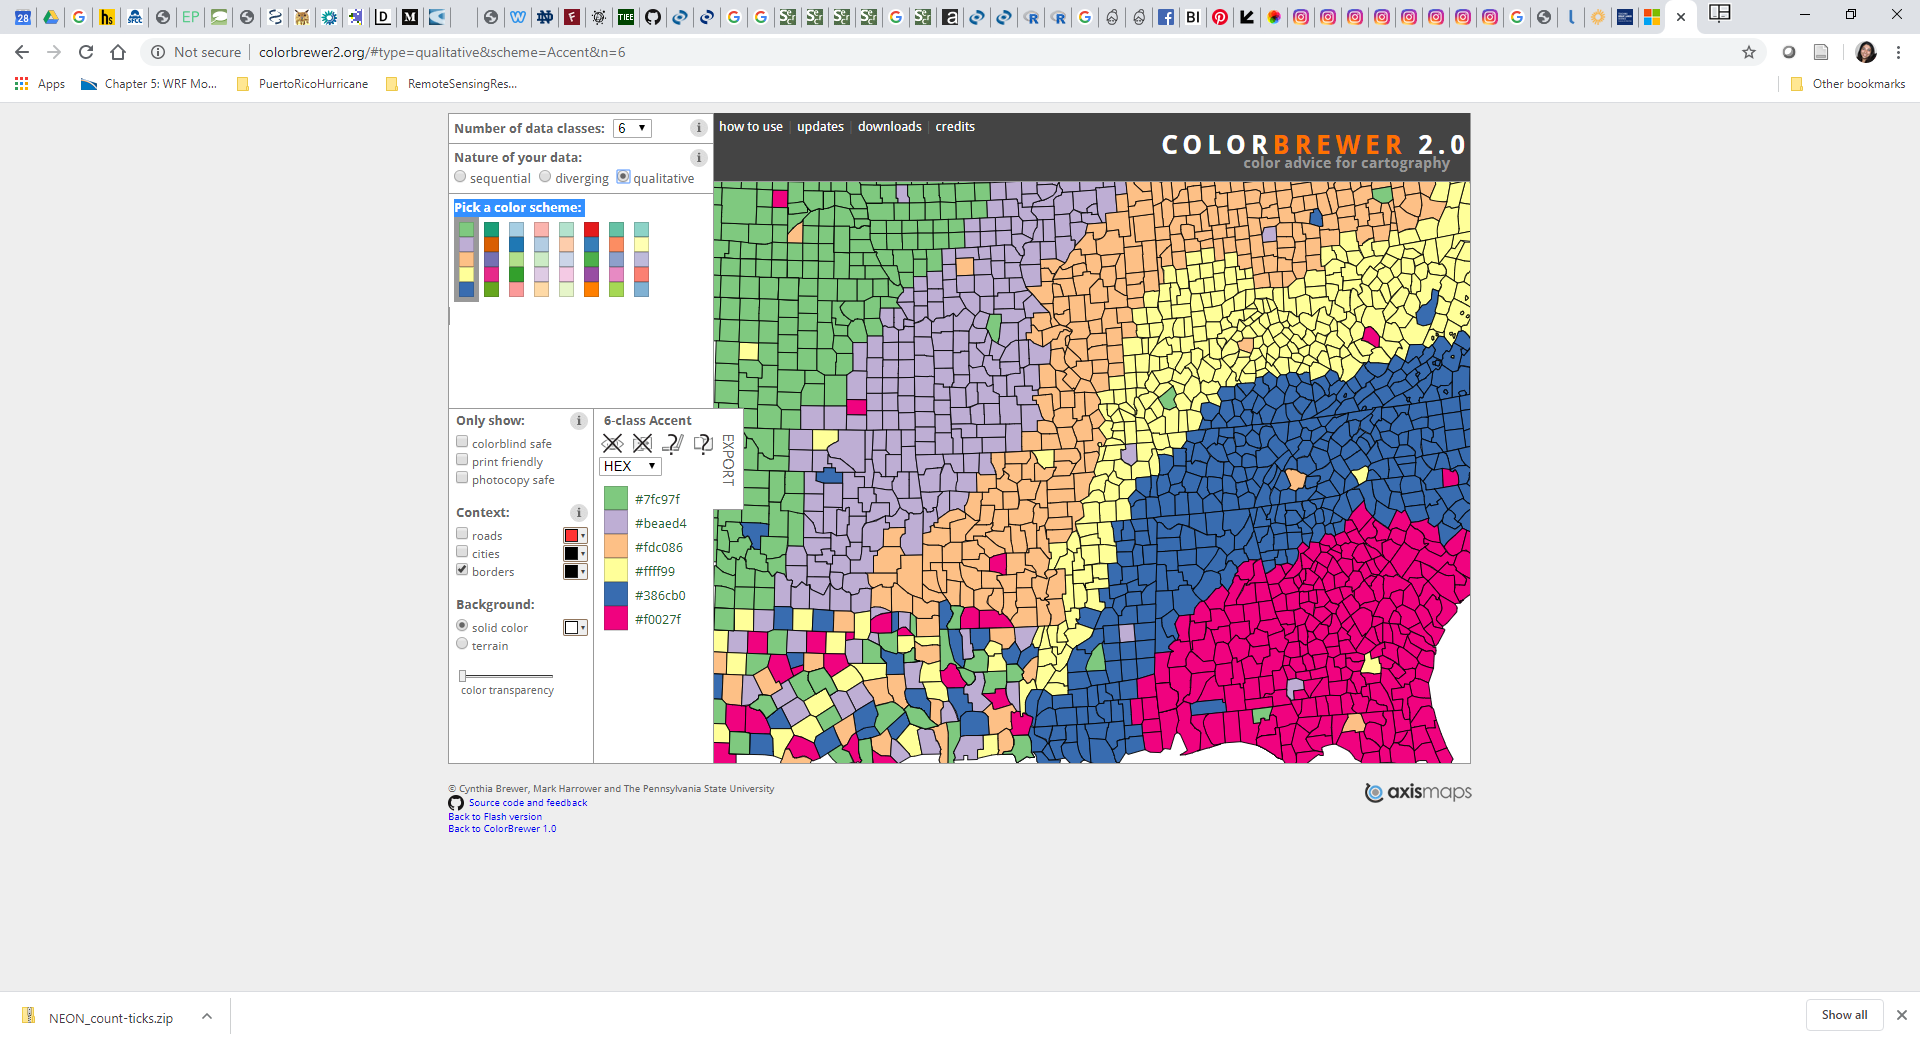 28 G hs EP D M W F TIEE G G G a R R G BI G l
Not secure colorbrewer2.org/#type=qualitative&scheme=Accent&n=6
Apps Chapter 5: WRF Mo... PuertoRicoHurricane RemoteSensingRes... Other bookmarks
Number of data classes: 6 i
how to use | updates | downloads | credits
COLORBREWER 2.0
color advice for cartography
Nature of your data: i
sequential diverging qualitative
Pick a color scheme:
Only show: i
colorblind safe
print friendly
photocopy safe
Context: i
roads
cities
borders
Background:
solid color
terrain
color transparency
6-class Accent
EXPORT
HEX
#7fc97f
#beaed4
#fdc086
#ffff99
#386cb0
#f0027f
© Cynthia Brewer, Mark Harrower and The Pennsylvania State University
Source code and feedback
Back to Flash version
Back to ColorBrewer 1.0
axismaps
NEON_count-ticks.zip
Show all